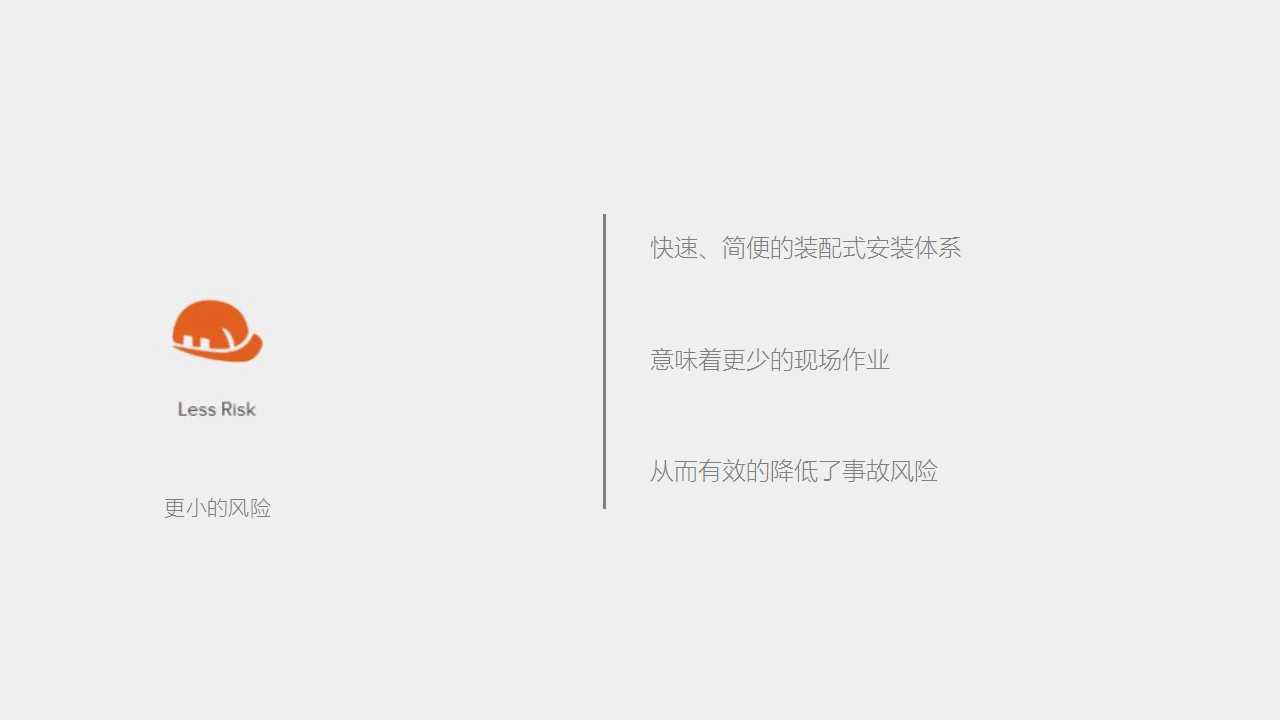 Less Risk
更小的风险
快速、简便的装配式安装体系
意味着更少的现场作业
从而有效的降低了事故风险